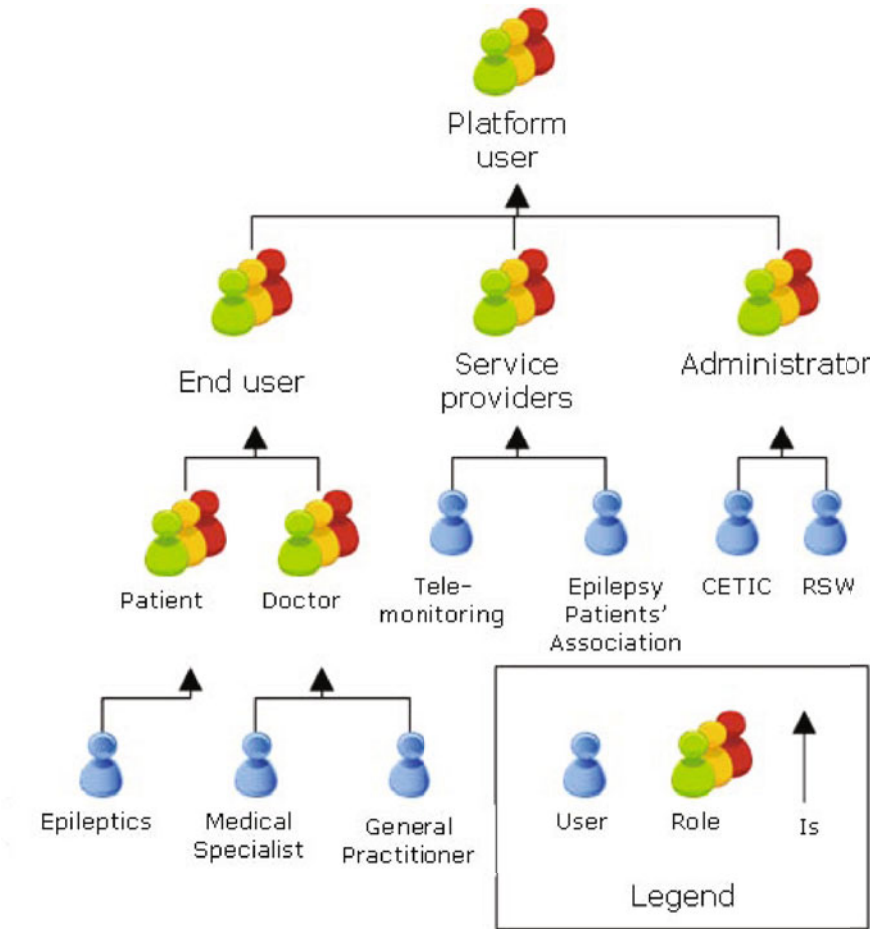 Platform
user
End user
Service
providers
Administrator
Patient
Doctor
Tele-
monitoring
Epilepsy
Patients'
Association
CETIC
RSW
Epileptics
Medical
Specialist
General
Practitioner
User
Role
Is
Legend